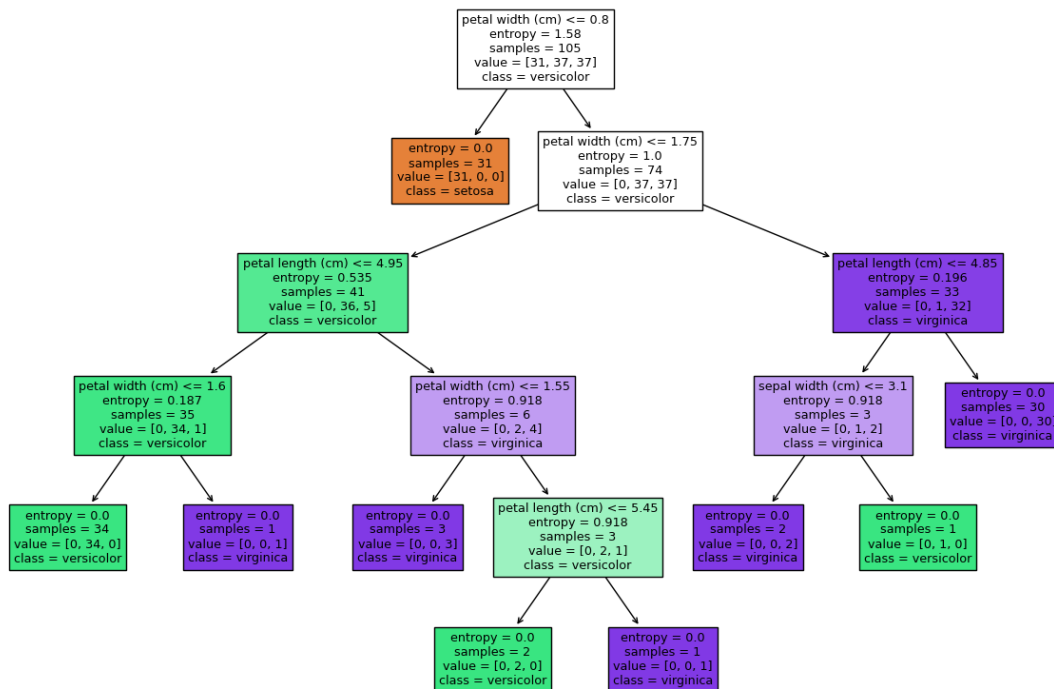 petal width (cm) <= 0.8
entropy = 1.58
samples = 105
value = [31, 37, 37]
class = versicolor
entropy = 0.0
samples = 31
value = [31, 0, 0]
class = setosa
petal width (cm) <= 1.75
entropy = 1.0
samples = 74
value = [0, 37, 37]
class = versicolor
petal length (cm) <= 4.95
entropy = 0.535
samples = 41
value = [0, 36, 5]
class = versicolor
petal length (cm) <= 4.85
entropy = 0.196
samples = 33
value = [0, 1, 32]
class = virginica
petal width (cm) <= 1.6
entropy = 0.187
samples = 35
value = [0, 34, 1]
class = versicolor
petal width (cm) <= 1.55
entropy = 0.918
samples = 6
value = [0, 2, 4]
class = virginica
sepal width (cm) <= 3.1
entropy = 0.918
samples = 3
value = [0, 1, 2]
class = virginica
entropy = 0.0
samples = 30
value = [0, 0, 30]
class = virginica
entropy = 0.0
samples = 34
value = [0, 34, 0]
class = versicolor
entropy = 0.0
samples = 1
value = [0, 0, 1]
class = virginica
entropy = 0.0
samples = 3
value = [0, 0, 3]
class = virginica
petal length (cm) <= 5.45
entropy = 0.918
samples = 3
value = [0, 2, 1]
class = versicolor
entropy = 0.0
samples = 2
value = [0, 0, 2]
class = virginica
entropy = 0.0
samples = 1
value = [0, 1, 0]
class = versicolor
entropy = 0.0
samples = 2
value = [0, 2, 0]
class = versicolor
entropy = 0.0
samples = 1
value = [0, 0, 1]
class = virginica